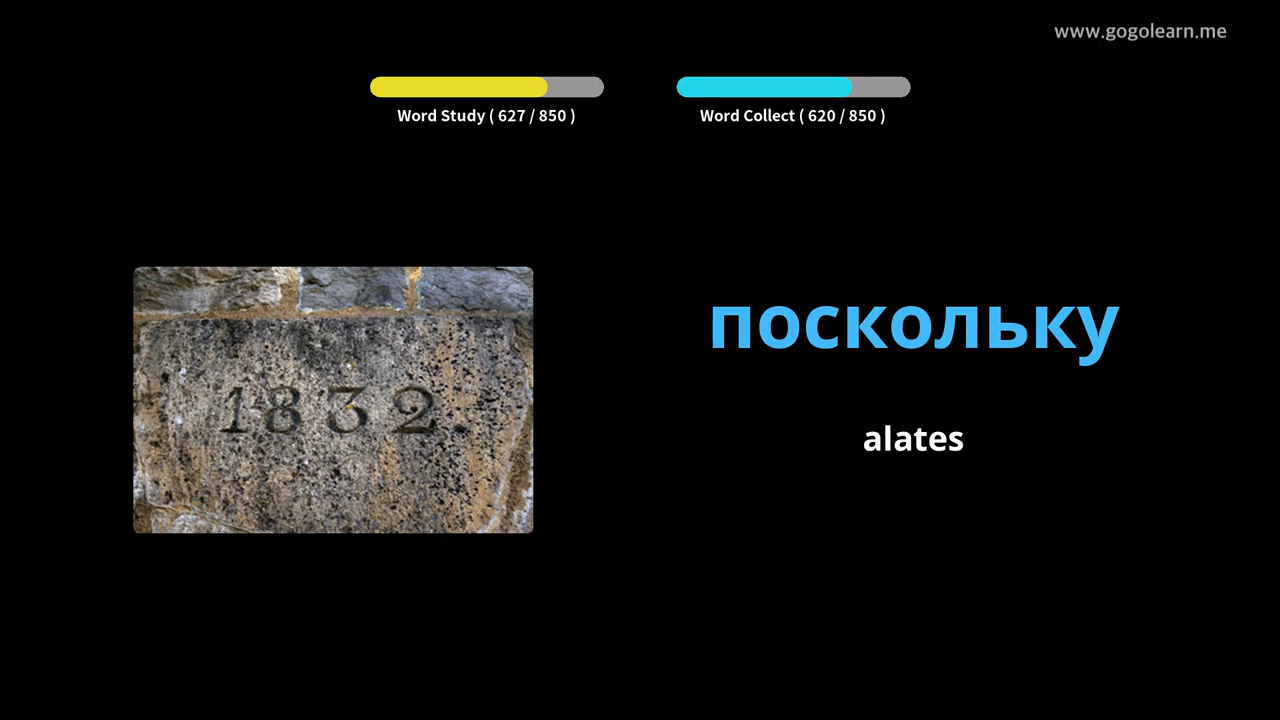 www.gogolearn.me
Word Study ( 627 / 850 )
Word Collect ( 620 / 850 )
1832.
поскольку
alates